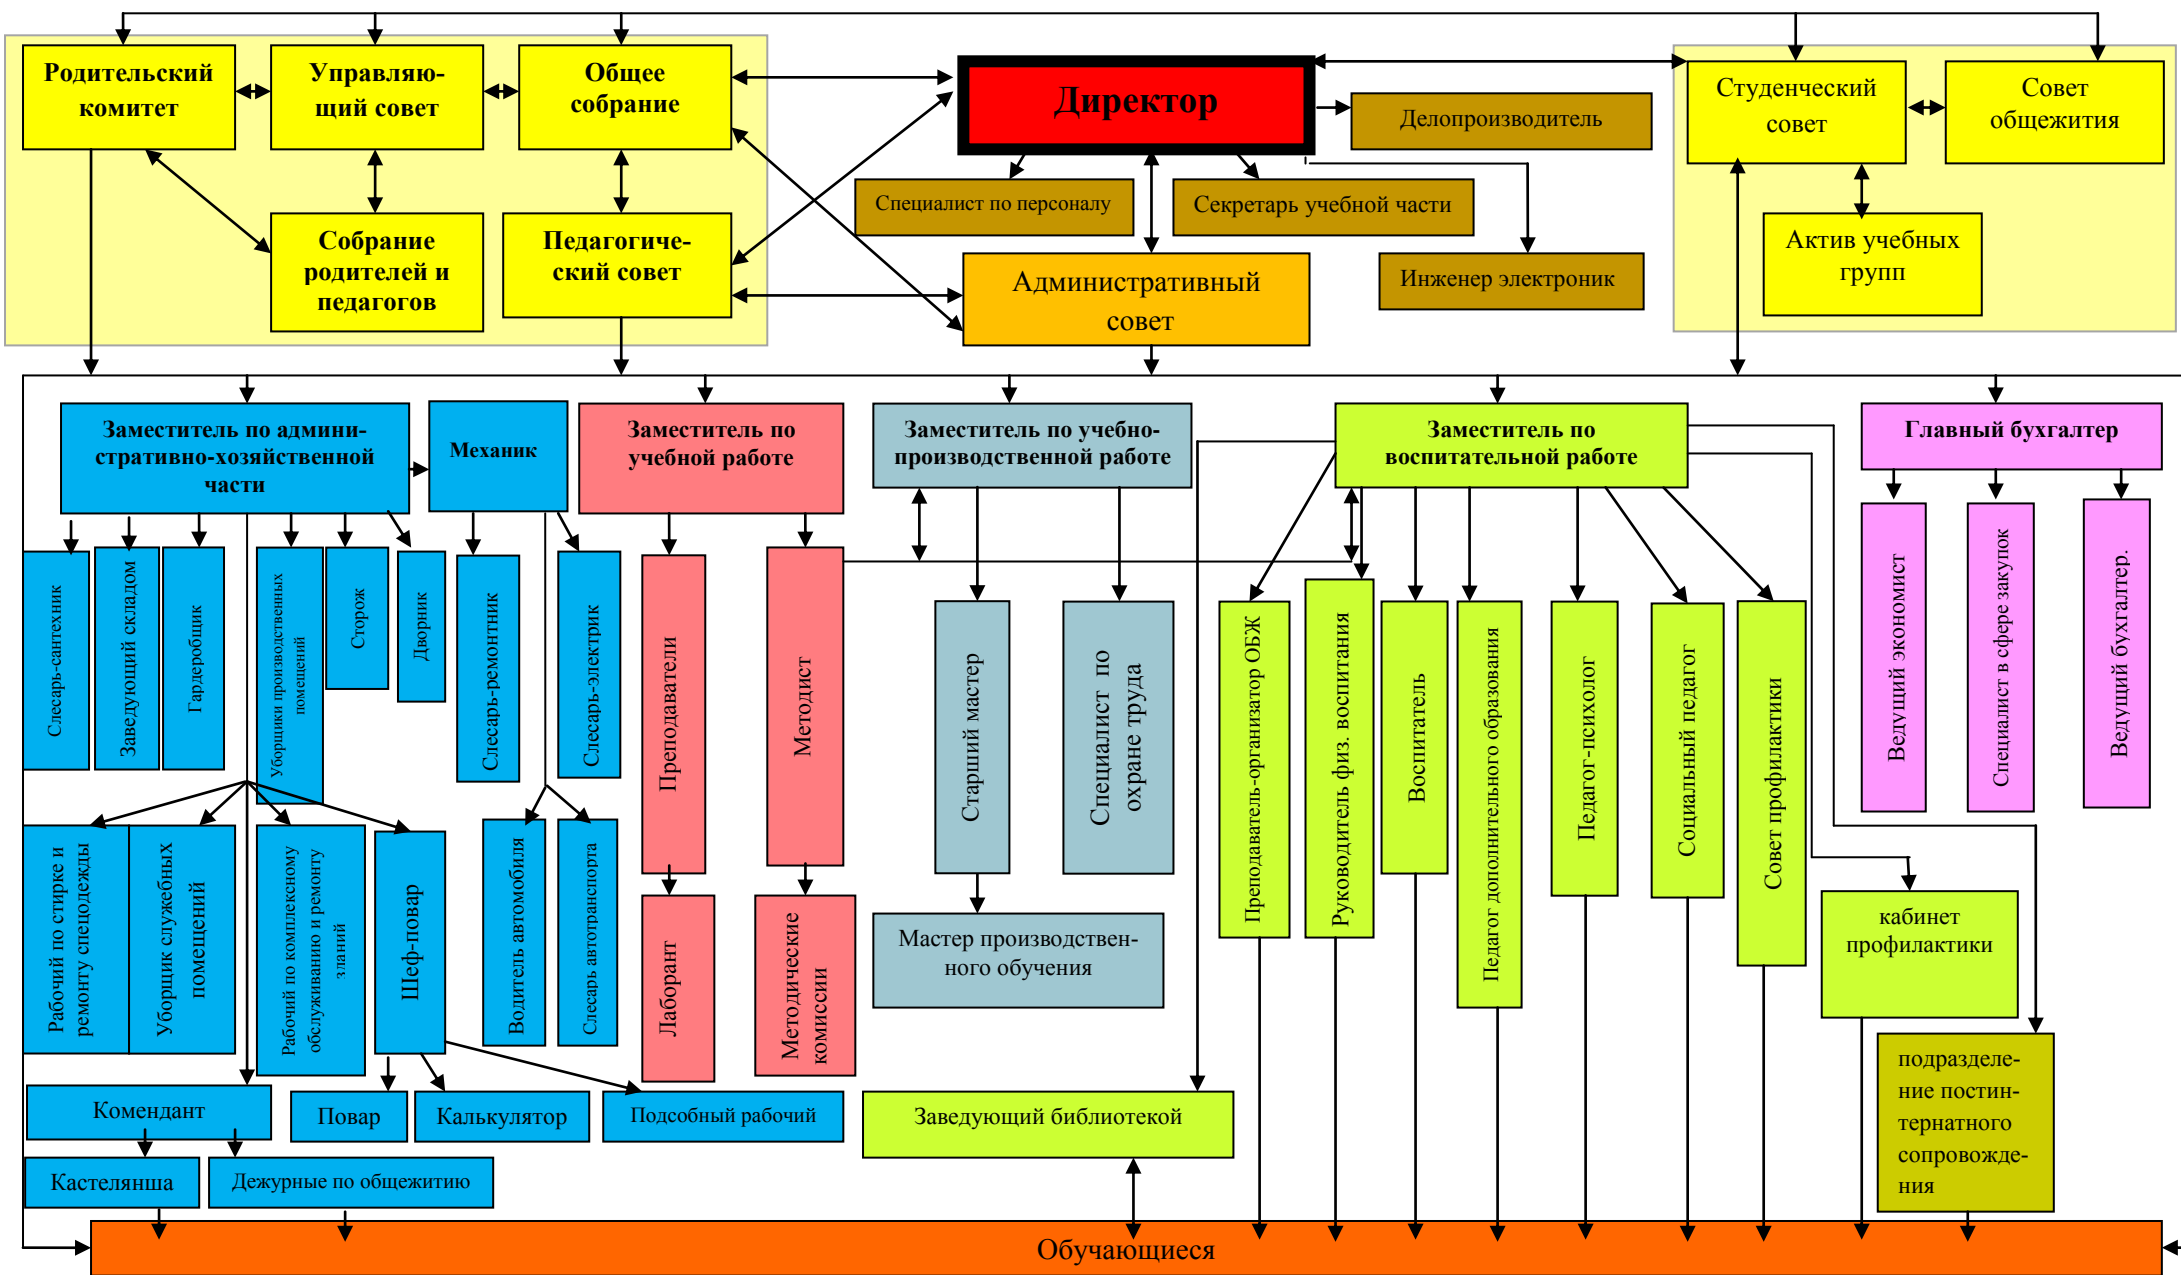 Родительский
комитет
Управляю-
щий совет
Общее
собрание
Директор
Делопроизводитель
Студенческий
совет
Совет
общежития
Специалист по персоналу
Секретарь учебной части
Собрание
родителей и
педагогов
Педагогиче-
ский совет
Административный
совет
Инженер электроник
Актив учебных
групп
Заместитель по админи-
стративно-хозяйственной
части
Механик
Заместитель по
учебной работе
Заместитель по учебно-
производственной работе
Заместитель по
воспитательной работе
Главный бухгалтер
Слесарь-сантехник
Заведующий складом
Гардеробщик
Уборщики производственных
помещений
Сторож
Дворник
Слесарь-ремонтник
Слесарь-электрик
Преподаватели
Методист
Старший мастер
Специалист по
охране труда
Преподаватель-организатор ОБЖ
Руководитель физ. воспитания
Воспитатель
Педагог дополнительного образования
Педагог-психолог
Социальный педагог
Совет профилактики
Ведущий экономист
Специалист в сфере закупок
Ведущий бухгалтер.
Рабочий по стирке и
ремонту спецодежды
Уборщик служебных
помещений
Рабочий по комплексному
обслуживанию и ремонту
зланий
Шеф-повар
Водитель автомобиля
Слесарь автотранспорта
Лаборант
Методические
комиссии
Мастер производствен-
ного обучения
кабинет
профилактики
подразделе-
ние постин-
тернатного
сопровожде-
ния
Комендант
Повар
Калькулятор
Подсобный рабочий
Заведующий библиотекой
Кастелянша
Дежурные по общежитию
Обучающиеся